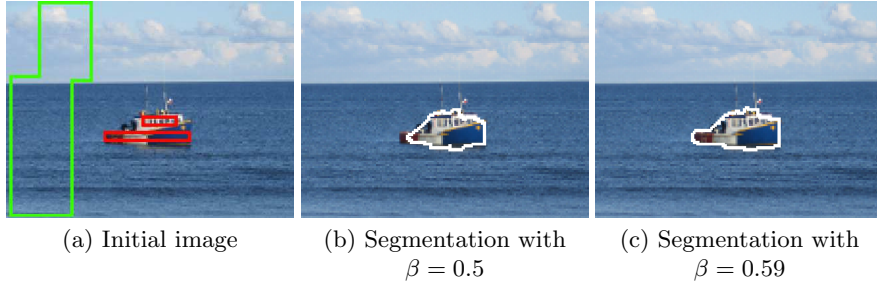 (a) Initial image
(b) Segmentation with
β = 0.5
(c) Segmentation with
β = 0.59